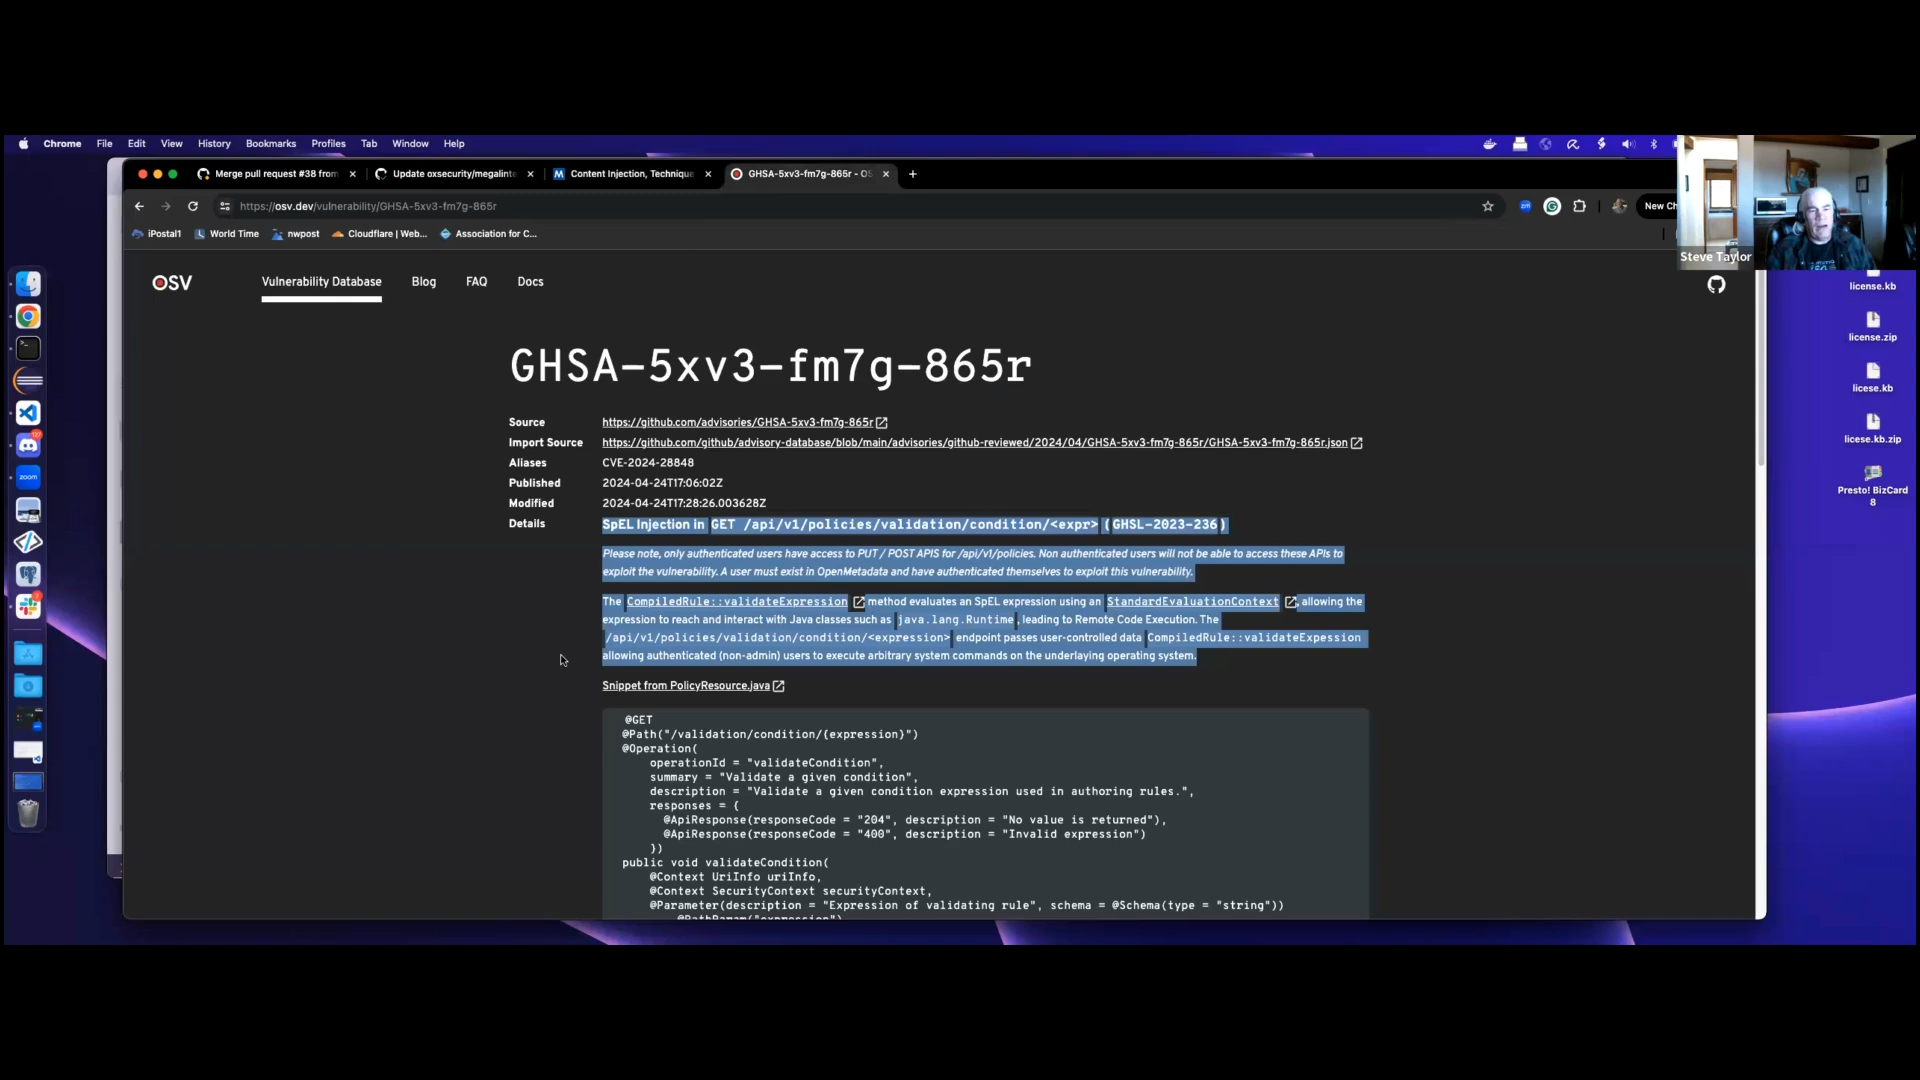 Chrome File Edit View History Bookmarks Profiles Tab Window Help
Merge pull request #38 from
Update oxsecurity/megalinte
Content Injection, Technique
GHSA-5xv3-fm7g-865r - OS
https://osv.dev/vulnerability/GHSA-5xv3-fm7g-865r
New Ch
iPostal1 World Time nwpost Cloudflare | Web... Association for C...
Steve Taylor
OSV Vulnerability Database Blog FAQ Docs
license.kb
license.zip
licese.kb
licese.kb.zip
Presto! BizCard
8
zoom
GHSA-5xv3-fm7g-865r
Source https://github.com/advisories/GHSA-5xv3-fm7g-865r
Import Source https://github.com/github/advisory-database/blob/main/advisories/github-reviewed/2024/04/GHSA-5xv3-fm7g-865r/GHSA-5xv3-fm7g-865r.json
Aliases CVE-2024-28848
Published 2024-04-24T17:06:02Z
Modified 2024-04-24T17:28:26.003628Z
Details SpEL Injection in GET /api/v1/policies/validation/condition/<expr> (GHSL-2023-236)
Please note, only authenticated users have access to PUT / POST APIS for /api/v1/policies. Non authenticated users will not be able to access these APIs to
exploit the vulnerability. A user must exist in OpenMetadata and have authenticated themselves to exploit this vulnerability.
The CompiledRule::validateExpression method evaluates an SpEL expression using an StandardEvaluationContext, allowing the
expression to reach and interact with Java classes such as java.lang.Runtime, leading to Remote Code Execution. The
/api/v1/policies/validation/condition/<expression> endpoint passes user-controlled data CompiledRule::validateExpession
allowing authenticated (non-admin) users to execute arbitrary system commands on the underlaying operating system.
Snippet from PolicyResource.java
@GET
@Path("/validation/condition/{expression}")
@Operation(
operationId = "validateCondition",
summary = "Validate a given condition",
description = "Validate a given condition expression used in authoring rules.",
responses = {
@ApiResponse(responseCode = "204", description = "No value is returned"),
@ApiResponse(responseCode = "400", description = "Invalid expression")
})
public void validateCondition(
@Context UriInfo uriInfo,
@Context SecurityContext securityContext,
@Parameter(description = "Expression of validating rule", schema = @Schema(type = "string"))
@PathParam("expression")